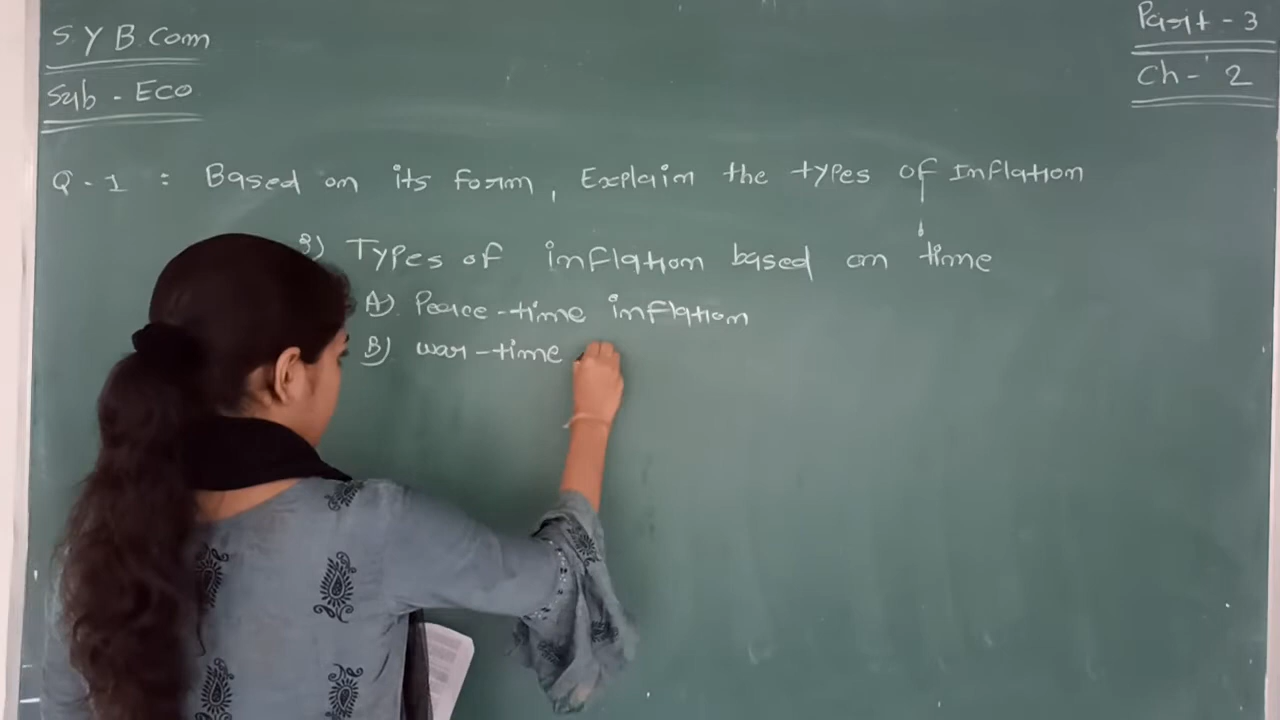 S Y B Com
Sub - Eco
Part - 3
Ch - 2
Q - 1 : Based on its form, Explain the types of Inflation
3) Types of inflation based on time
A) Peace-time inflation
B) war-time